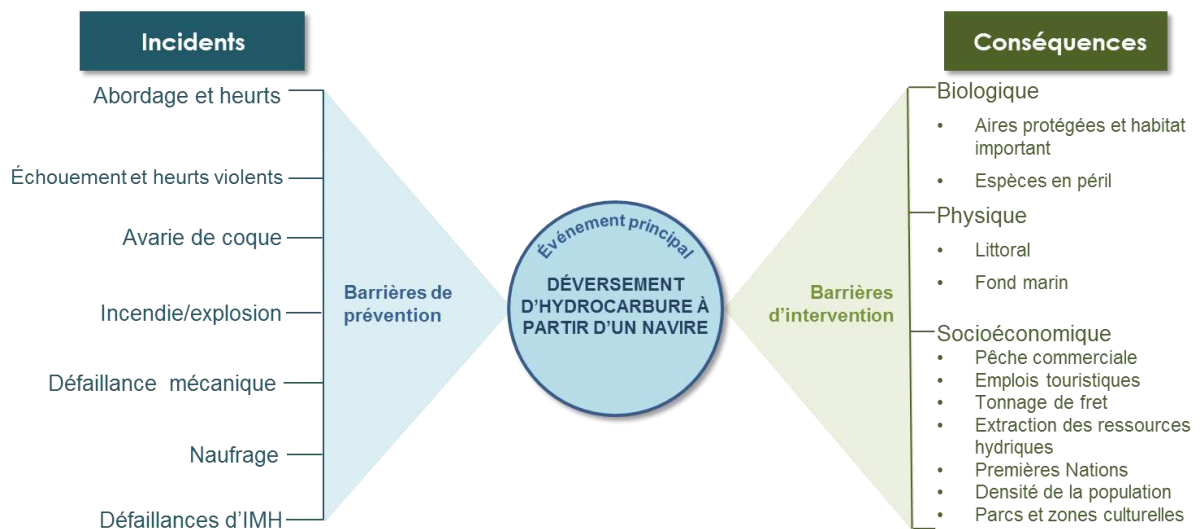 Incidents
Abordage et heurts
Échouement et heurts violents
Avarie de coque
Incendie/explosion
Défaillance mécanique
Naufrage
Défaillances d'IMH
Barrières de
prévention
Événement principal
DÉVERSEMENT
D'HYDROCARBURE À
PARTIR D'UN NAVIRE
Barrières
d'intervention
Conséquences
Biologique
• Aires protégées et habitat
important
• Espèces en péril
Physique
• Littoral
• Fond marin
Socioéconomique
• Pêche commerciale
• Emplois touristiques
• Tonnage de fret
• Extraction des ressources
hydriques
• Premières Nations
• Densité de la population
• Parcs et zones culturelles